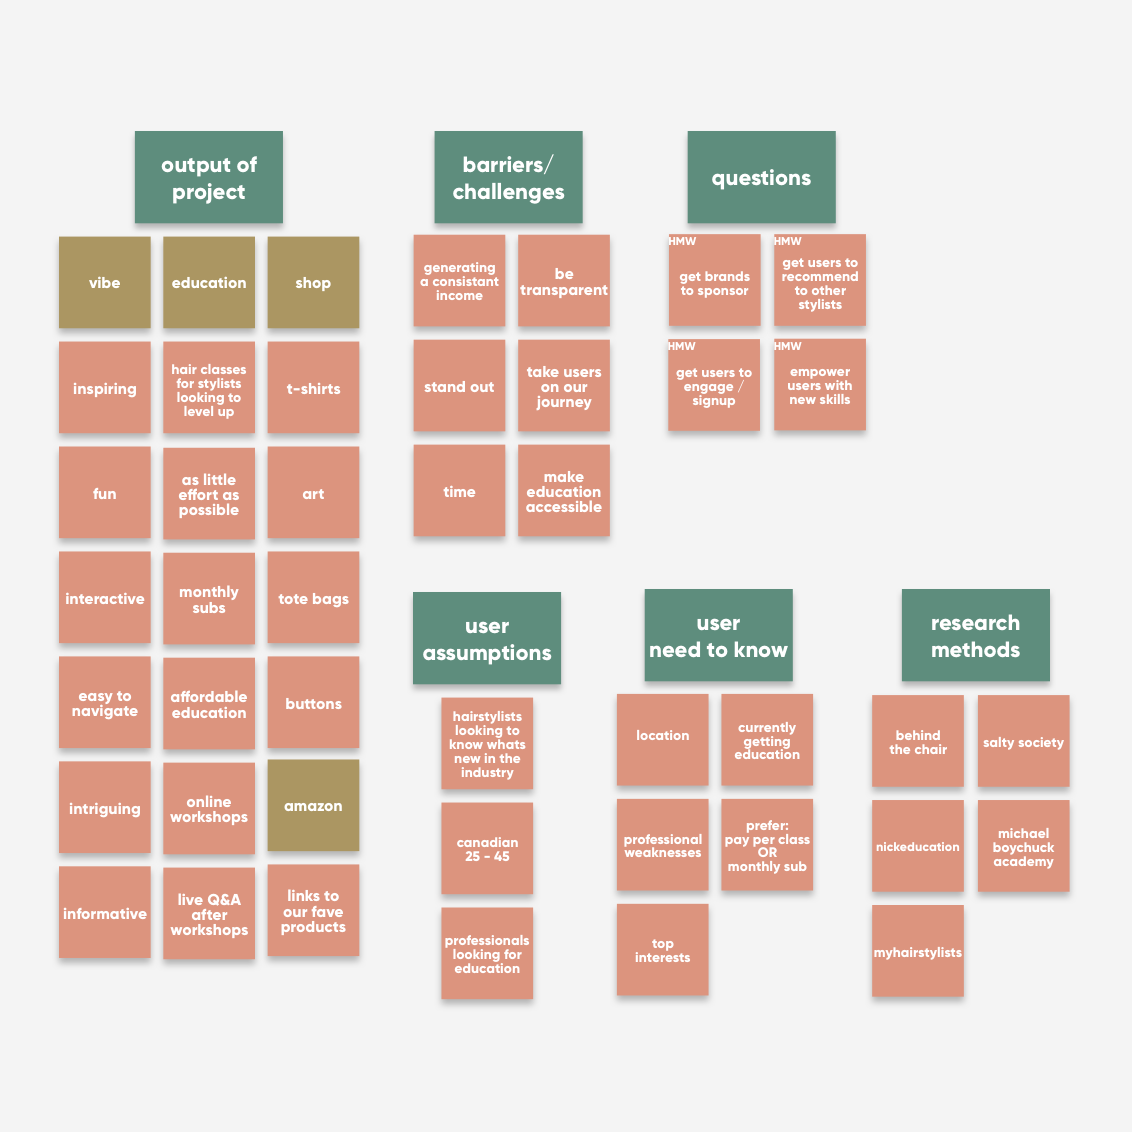 output of
project
vibe
education
shop
inspiring
hair classes
for stylists
looking to
level up
t-shirts
fun
as little
effort as
possible
art
interactive
monthly
subs
tote bags
easy to
navigate
affordable
education
buttons
intriguing
online
workshops
amazon
informative
live Q&A
after
workshops
links to
our fave
products
barriers/
challenges
generating
a consistant
income
be
transparent
stand out
take users
on our
journey
time
make
education
accessible
questions
HMW
get brands
to sponsor
HMW
get users to
recommend
to other
stylists
HMW
get users to
engage /
signup
HMW
empower
users with
new skills
user
assumptions
hairstylists
looking to
know whats
new in the
industry
canadian
25 - 45
professionals
looking for
education
user
need to know
location
currently
getting
education
professional
weaknesses
prefer:
pay per class
OR
monthly sub
top
interests
research
methods
behind
the chair
salty society
nickeducation
michael
boychuck
academy
myhairstylists